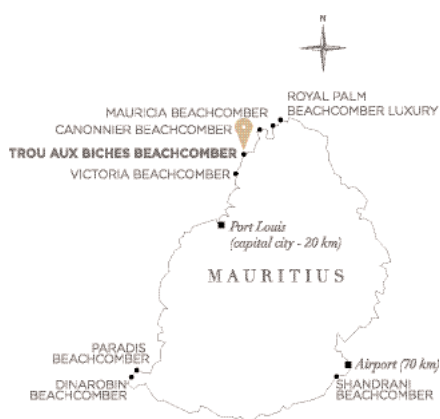 N
ROYAL PALM
BEACHCOMBER LUXURY
MAURICIA BEACHCOMBER
CANONNIER BEACHCOMBER
TROU AUX BICHES BEACHCOMBER
VICTORIA BEACHCOMBER
Port Louis
(capital city - 20 km)
MAURITIUS
PARADIS
BEACHCOMBER
DINAROBIN
BEACHCOMBER
Airport (70 km)
SHANDRANI
BEACHCOMBER